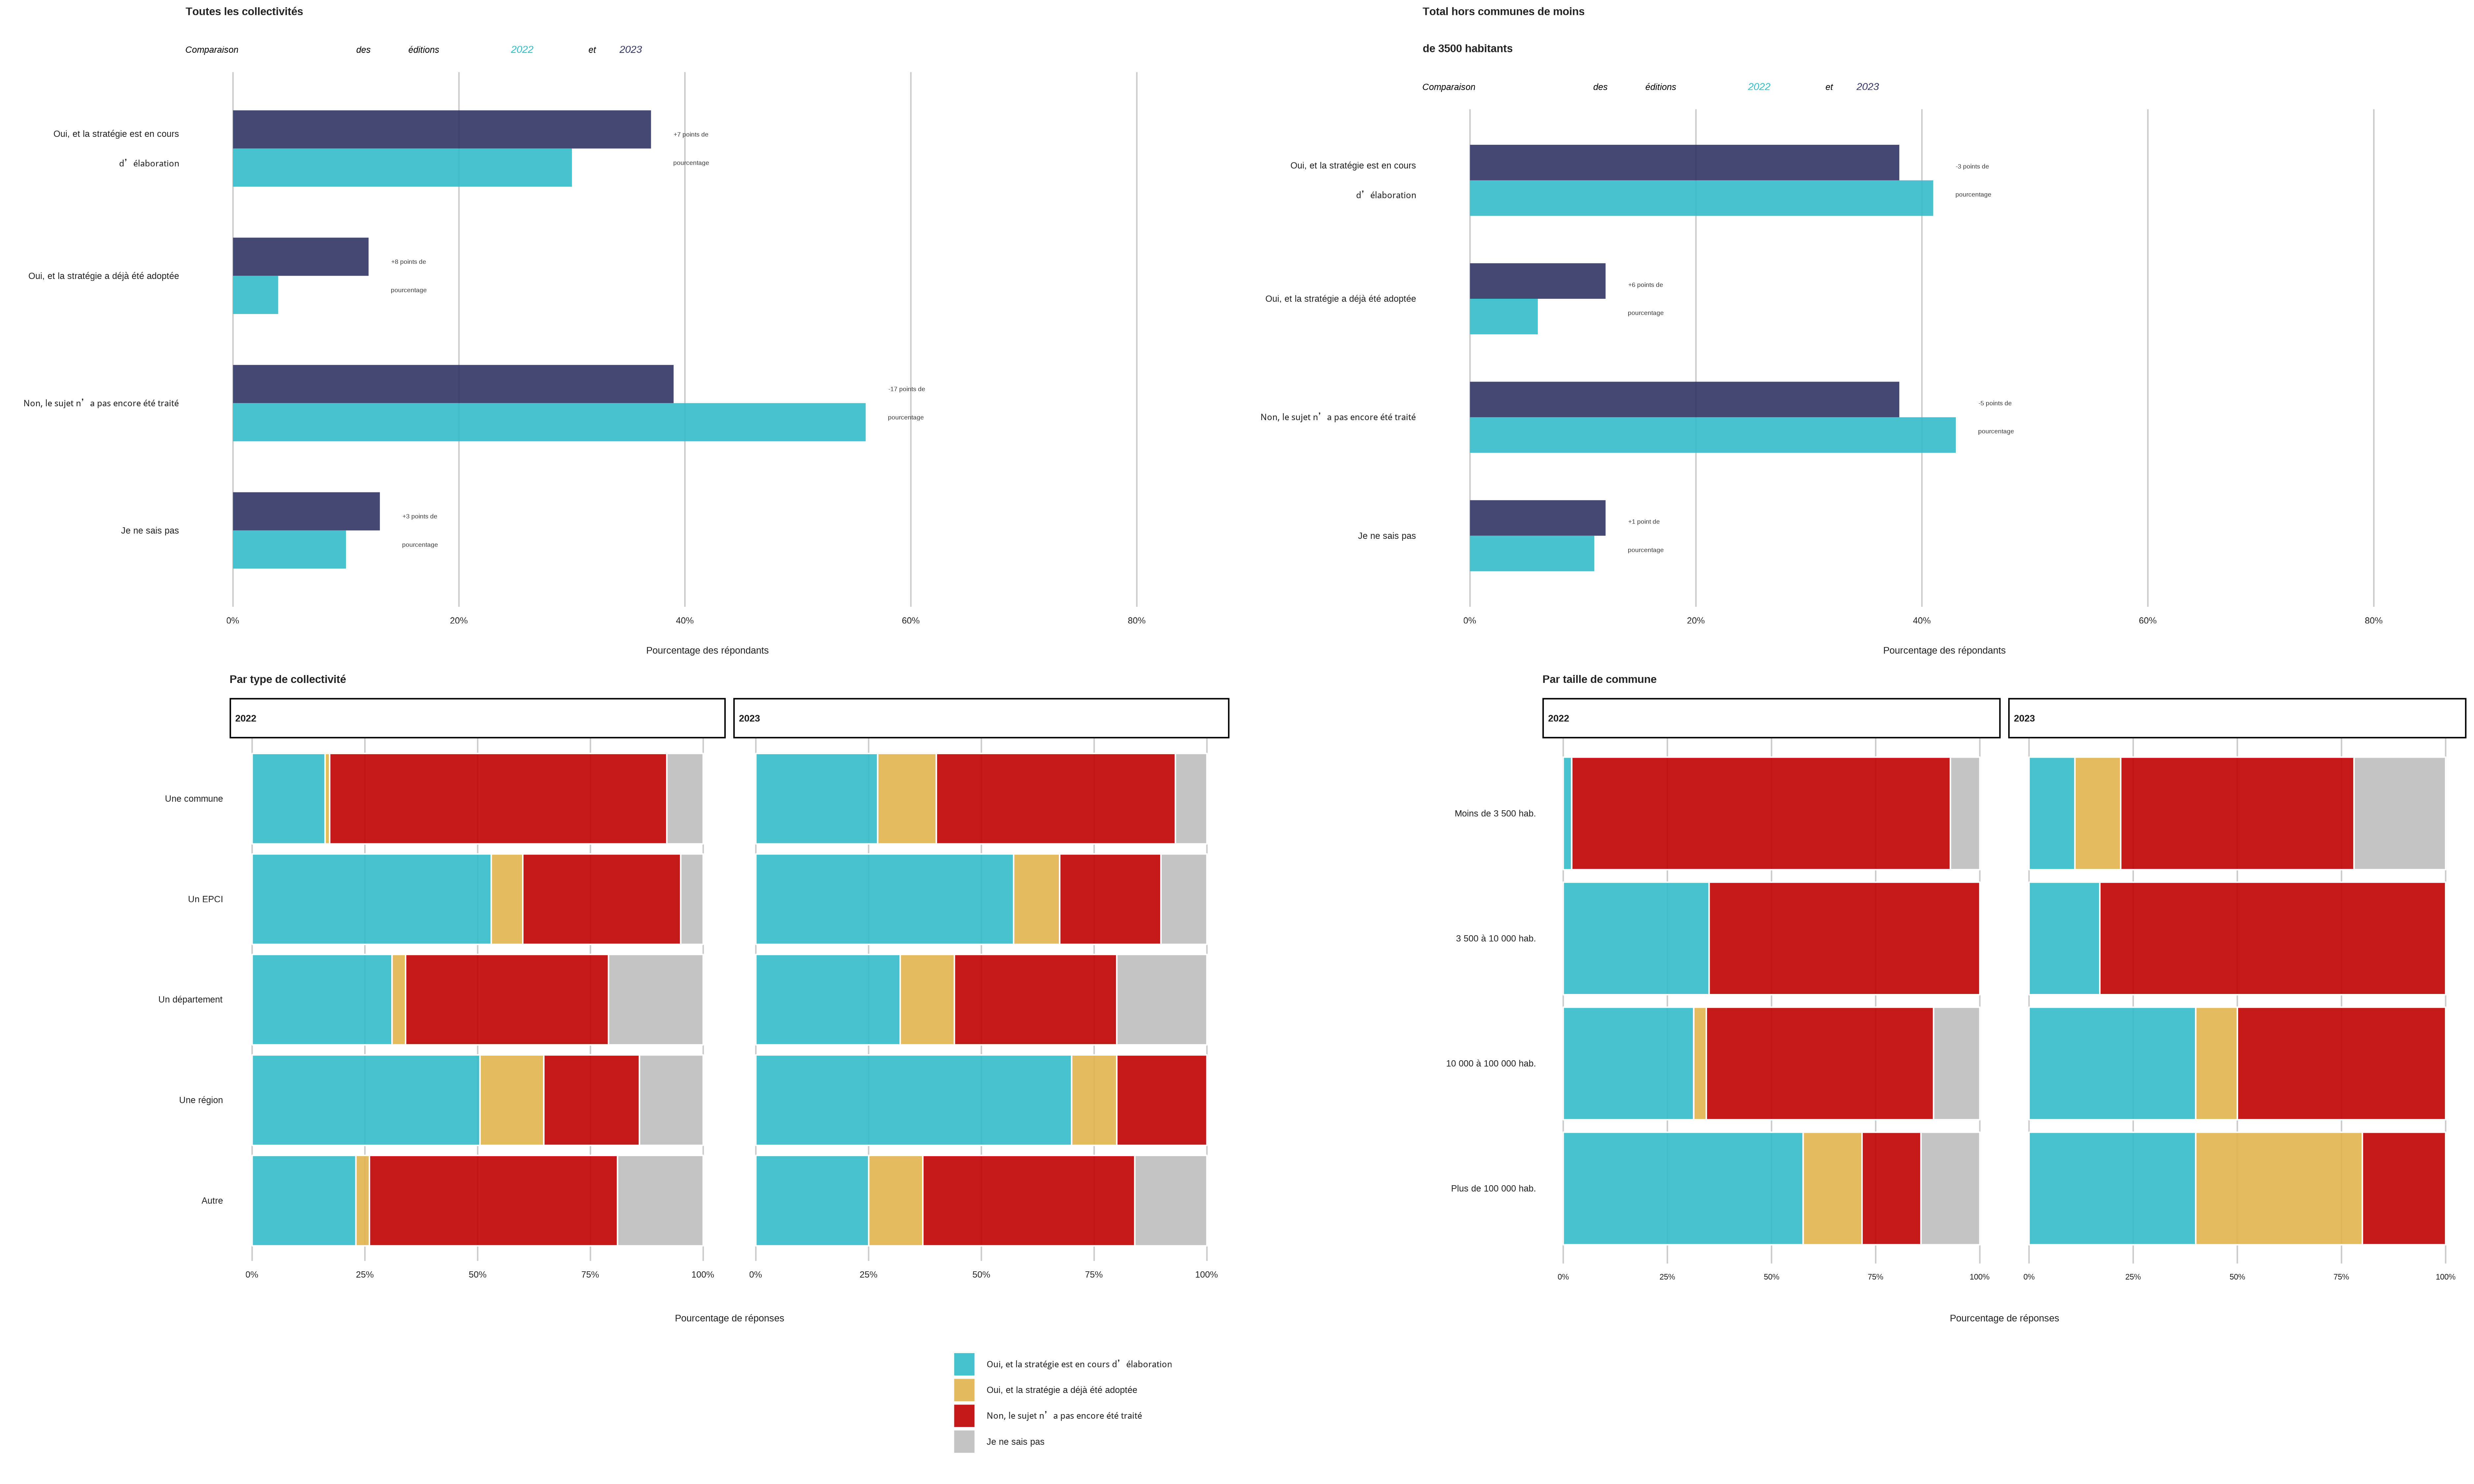 Toutes les collectivités
Comparaison des éditions 2022 et 2023
Oui, et la stratégie est en cours
d’élaboration
+7 points de
pourcentage
Oui, et la stratégie a déjà été adoptée
+8 points de
pourcentage
Non, le sujet n’a pas encore été traité
-17 points de
pourcentage
Je ne sais pas
+3 points de
pourcentage
0% 20% 40% 60% 80%
Pourcentage des répondants
Total hors communes de moins
de 3500 habitants
Comparaison des éditions 2022 et 2023
Oui, et la stratégie est en cours
d’élaboration
-3 points de
pourcentage
Oui, et la stratégie a déjà été adoptée
+6 points de
pourcentage
Non, le sujet n’a pas encore été traité
-5 points de
pourcentage
Je ne sais pas
+1 point de
pourcentage
0% 20% 40% 60% 80%
Pourcentage des répondants
Par type de collectivité
2022 2023
Une commune
Un EPCI
Un département
Une région
Autre
0% 25% 50% 75% 100% 0% 25% 50% 75% 100%
Pourcentage de réponses
Par taille de commune
2022 2023
Moins de 3 500 hab.
3 500 à 10 000 hab.
10 000 à 100 000 hab.
Plus de 100 000 hab.
0% 25% 50% 75% 100% 0% 25% 50% 75% 100%
Pourcentage de réponses
Oui, et la stratégie est en cours d’élaboration
Oui, et la stratégie a déjà été adoptée
Non, le sujet n’a pas encore été traité
Je ne sais pas